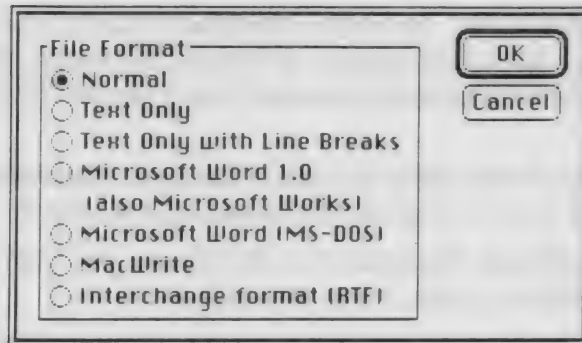 File Format
Normal
Text Only
Text Only with Line Breaks
Microsoft Word 1.0
(also Microsoft Works)
Microsoft Word (MS-DOS)
MacWrite
Interchange format (RTF)
OK
Cancel